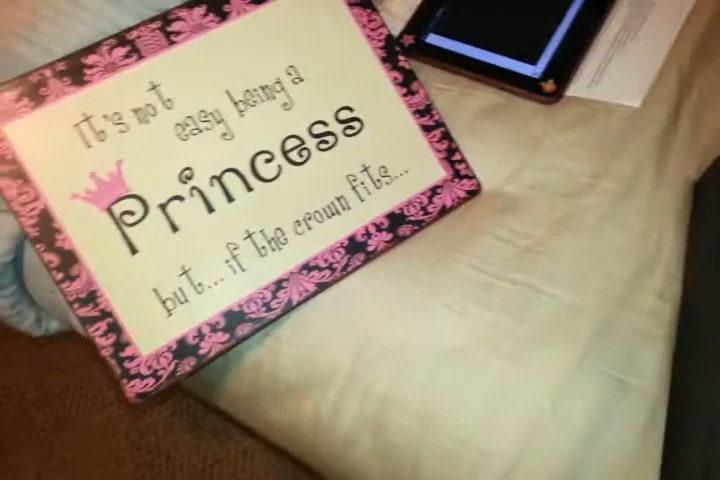 It's not
easy being a
Princess
but... if the crown fits...